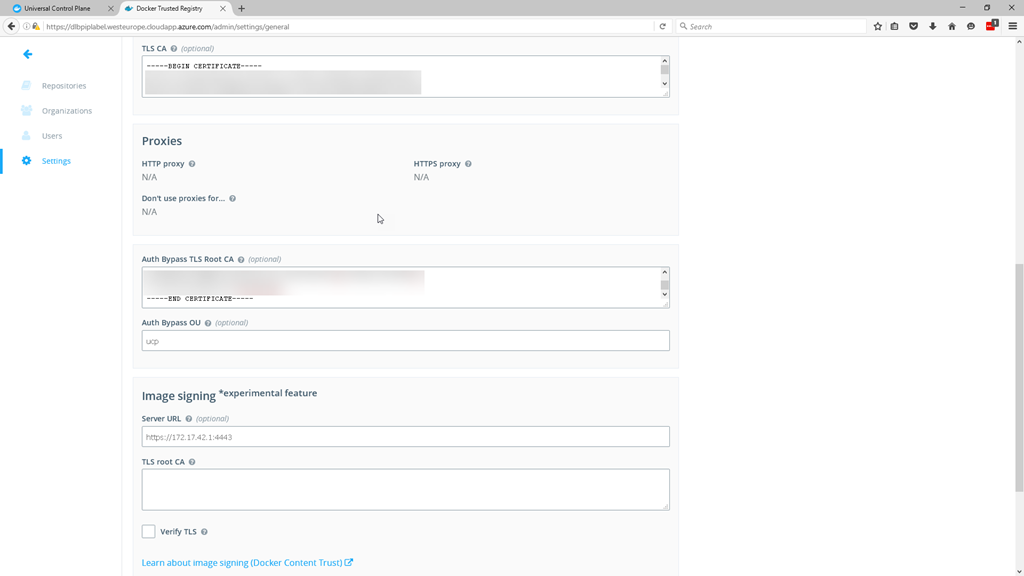 Universal Control Plane
Docker Trusted Registry
https://dlbpiplabel.westeurope.cloudapp.azure.com/admin/settings/general
Search
1
Repositories
Organizations
Users
Settings
TLS CA ? (optional)
-----BEGIN CERTIFICATE-----
Proxies
HTTP proxy ? HTTPS proxy ?
N/A N/A
Don't use proxies for... ?
N/A
Auth Bypass TLS Root CA ? (optional)
-----END CERTIFICATE-----
Auth Bypass OU ? (optional)
ucp
Image signing *experimental feature
Server URL ? (optional)
https://172.17.42.1:4443
TLS root CA ?
Verify TLS ?
Learn about image signing (Docker Content Trust)